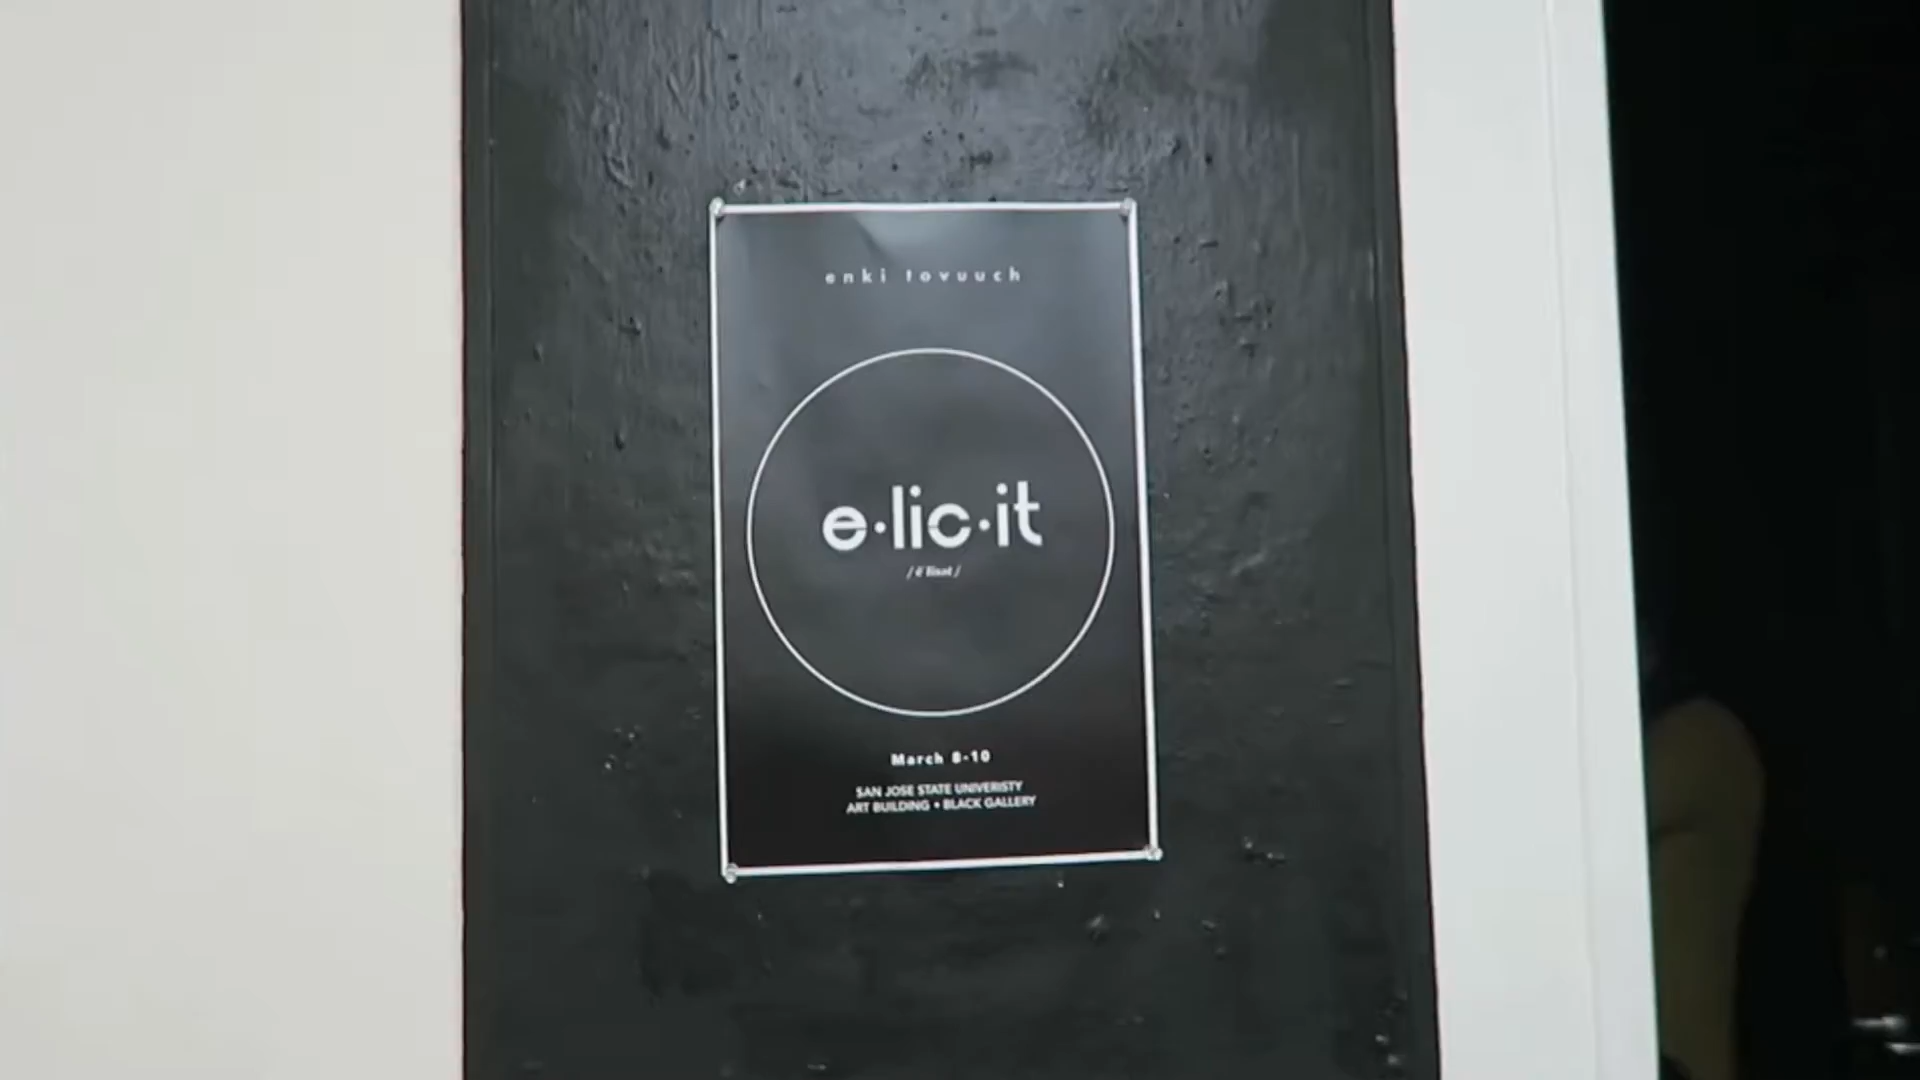 enki tovuuch
e·lic·it
March 8-10
SAN JOSE STATE UNIVERISTY
ART BUILDING • BLACK GALLERY